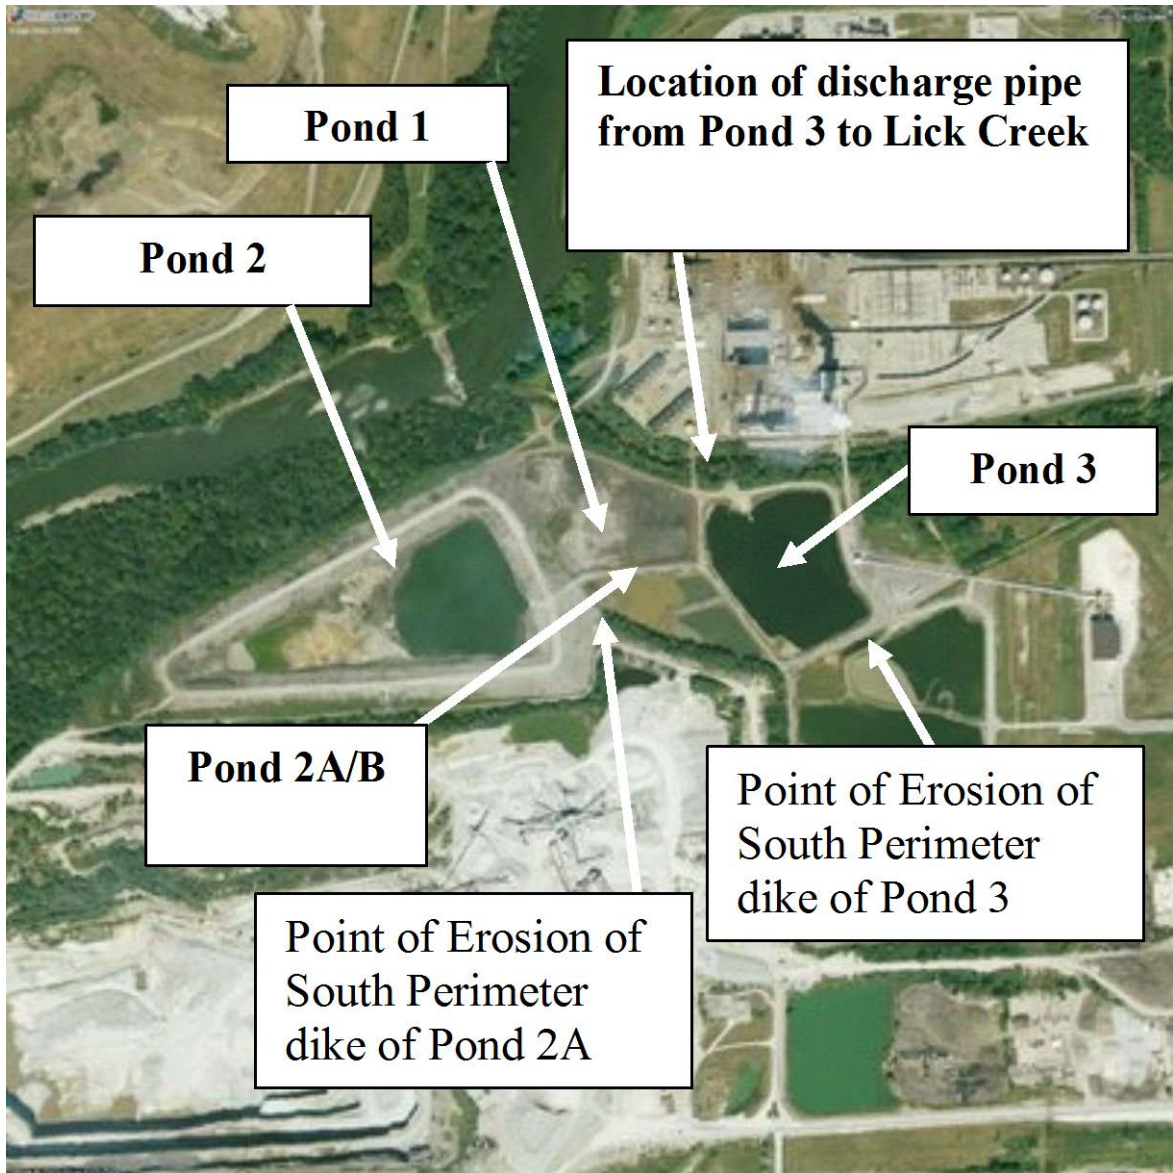 Pond 1
Location of discharge pipe
from Pond 3 to Lick Creek
Pond 2
Pond 3
Pond 2A/B
Point of Erosion of
South Perimeter
dike of Pond 3
Point of Erosion of
South Perimeter
dike of Pond 2A